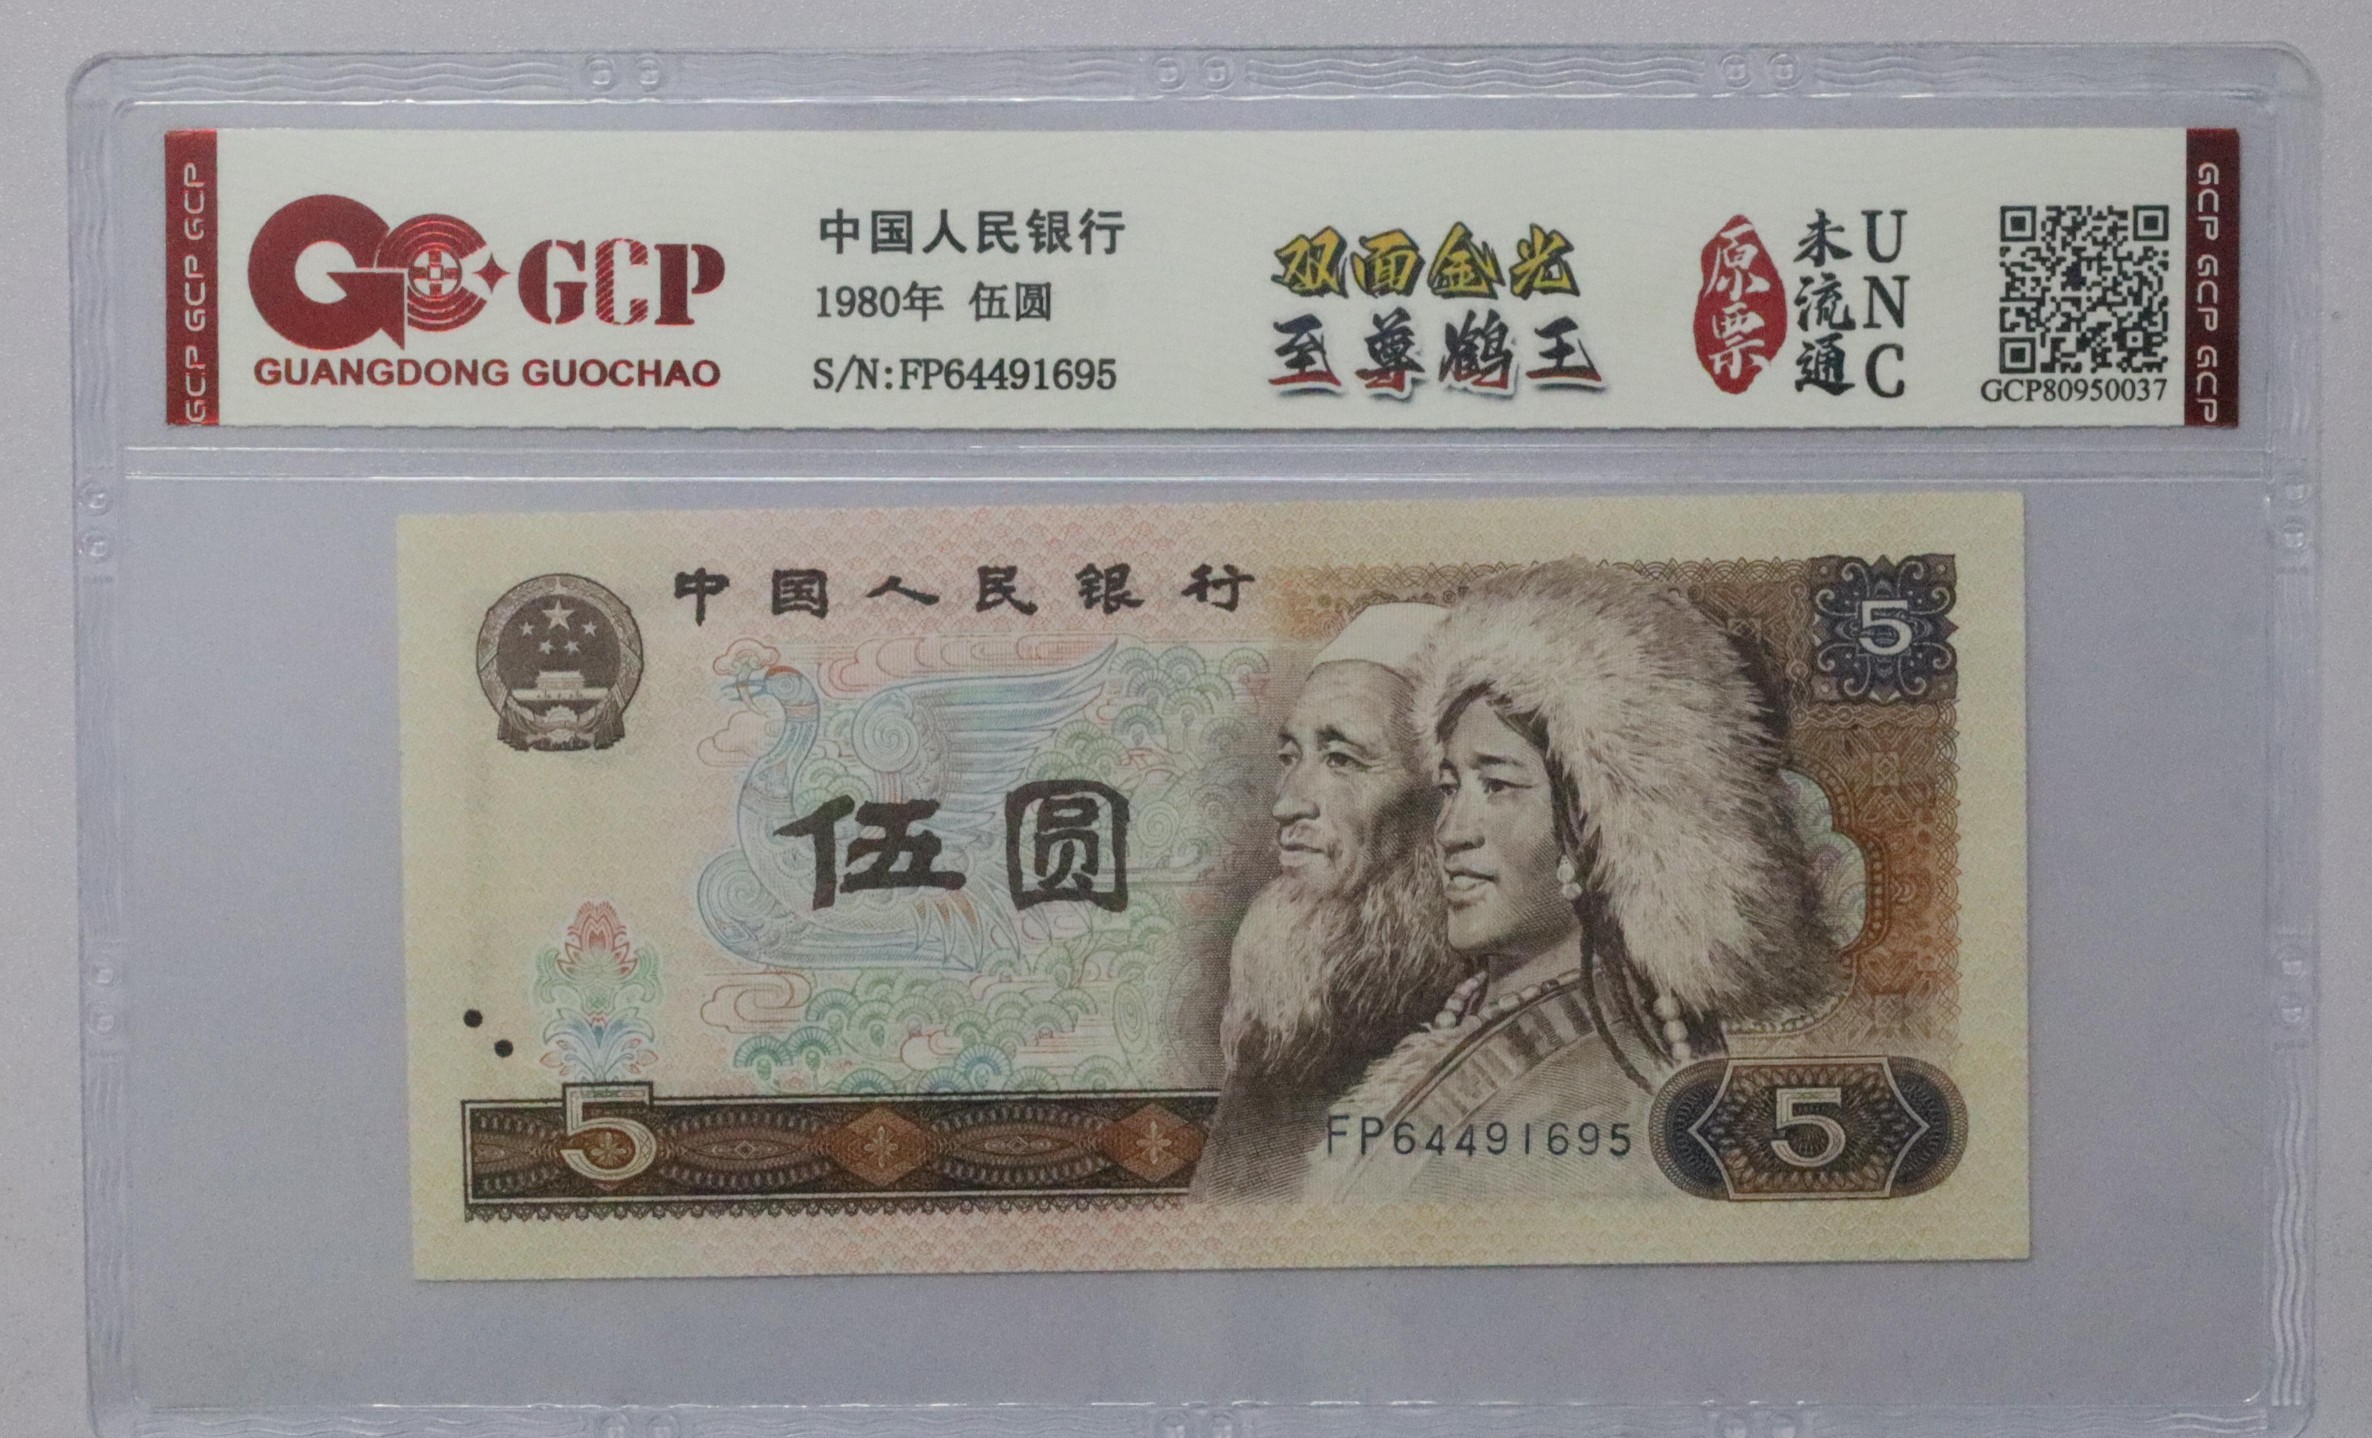 GCP GCP GCP
GCP
GUANGDONG GUOCHAO
中国人民银行
1980年 伍圆
S/N:FP64491695
双面金光
至尊鹤王
原票
未流通
UNC
GCP80950037
GCP GCP GCP
中国人民银行
5
伍圆
5
FP64491695
5